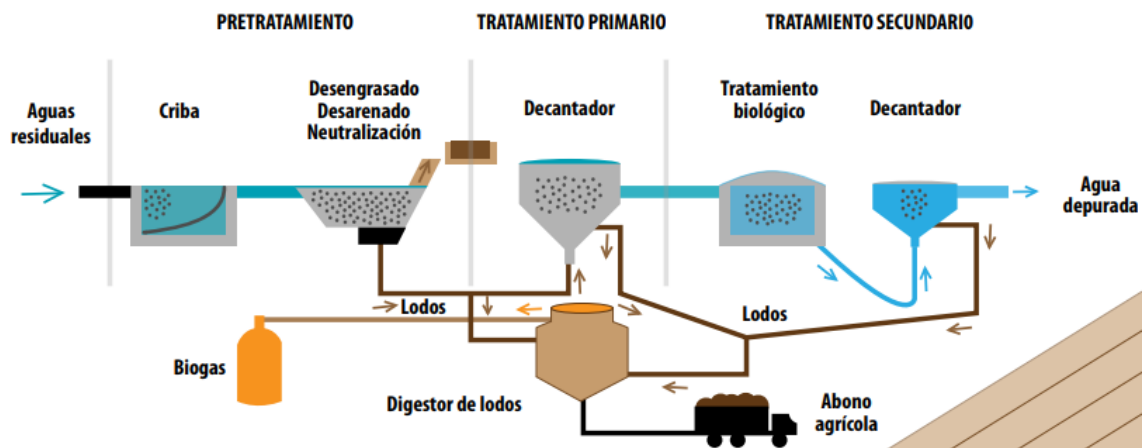 PRETRATAMIENTO
TRATAMIENTO PRIMARIO
TRATAMIENTO SECUNDARIO
Aguas
residuales
Criba
Desengrasado
Desarenado
Neutralización
Decantador
Tratamiento
biológico
Decantador
Agua
depurada
Lodos
Lodos
Biogas
Digestor de lodos
Abono
agrícola